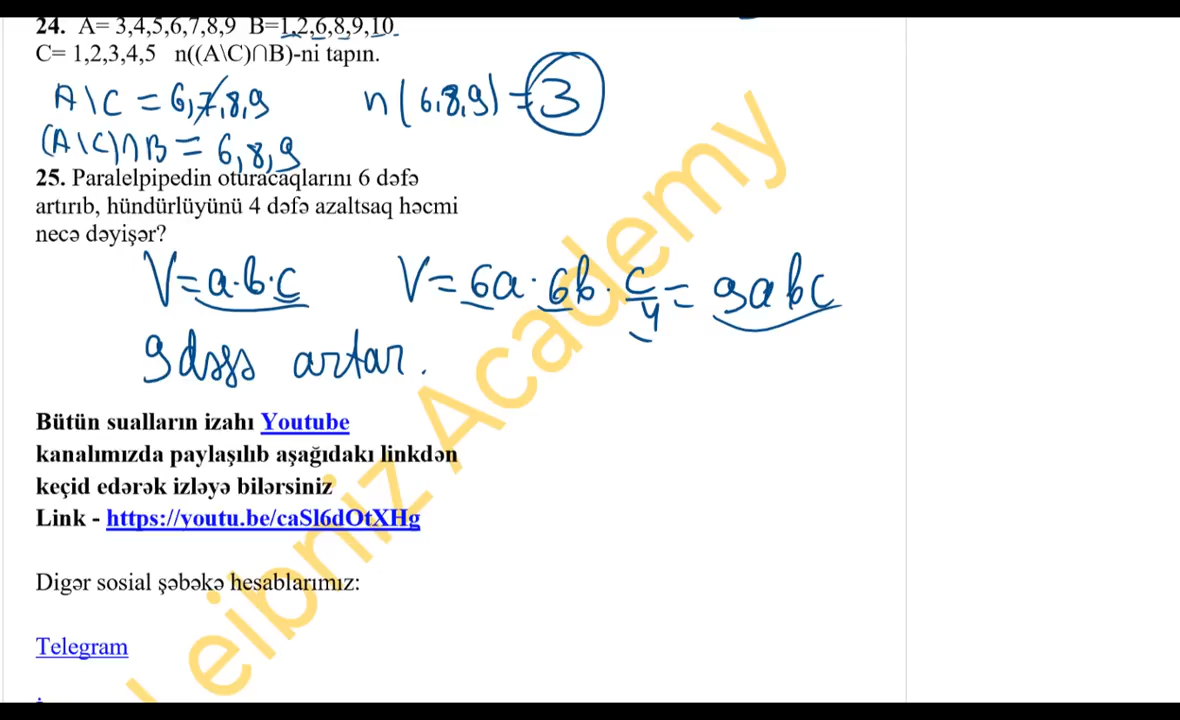 24. A= 3,4,5,6,7,8,9 B=1,2,6,8,9,10
C= 1,2,3,4,5 n((A\C)∩B)-ni tapın.
A\C = 6,7,8,9 n(6,8,9) = 3
(A\C)∩B = 6,8,9
25. Paralelpipedin oturacaqlarını 6 dəfə
artırıb, hündürlüyünü 4 dəfə azaltsaq həcmi
necə dəyişər?
V=a·b·c V=6a·6b·c/4=9abc
9 dəfə artar.
Bütün sualların izahı Youtube
kanalımızda paylaşılıb aşağıdakı linkdən
keçid edərək izləyə bilərsiniz
Link - https://youtu.be/caSl6dOtXHg
Digər sosial şəbəkə hesablarımız:
Telegram
Leibniz Academy